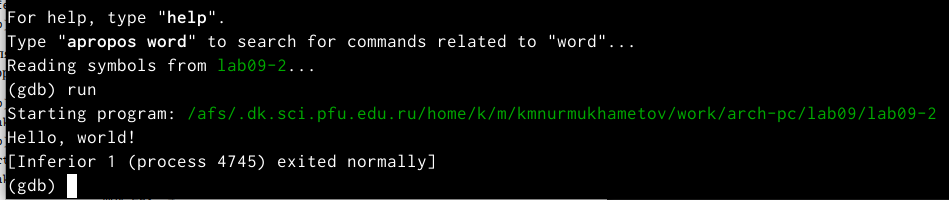 For help, type "help".
Type "apropos word" to search for commands related to "word"...
Reading symbols from lab09-2...
(gdb) run
Starting program: /afs/.dk.sci.pfu.edu.ru/home/k/m/kmnurmukhametov/work/arch-pc/lab09/lab09-2
Hello, world!
[Inferior 1 (process 4745) exited normally]
(gdb)